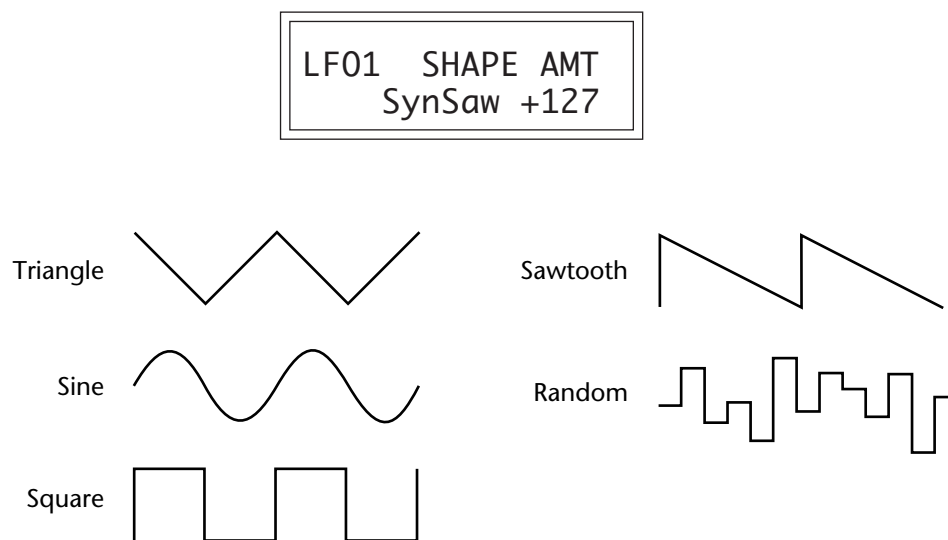 LFO1 SHAPE AMT
SynSaw +127
Triangle
Sawtooth
Sine
Random
Square